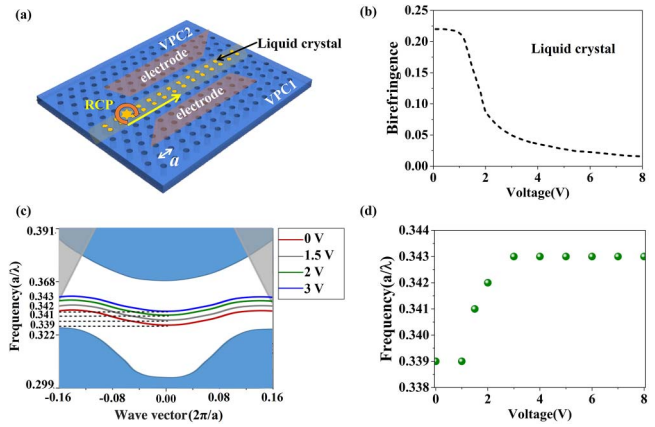 (a)
VPC2
electrode
Liquid crystal
RCP
electrode
VPC1
a
(b)
0.25
0.20
0.15
0.10
0.05
0.00
Birefringence
Liquid crystal
0 2 4 6 8
Voltage(V)
(c)
0.391
0.368
0.343
0.342
0.341
0.339
0.322
0.299
Frequency(a/λ)
0 V
1.5 V
2 V
3 V
-0.16 -0.08 0.00 0.08 0.16
Wave vector(2π/a)
(d)
0.344
0.343
0.342
0.341
0.340
0.339
0.338
Frequency(a/λ)
0 2 4 6 8
Voltage(V)